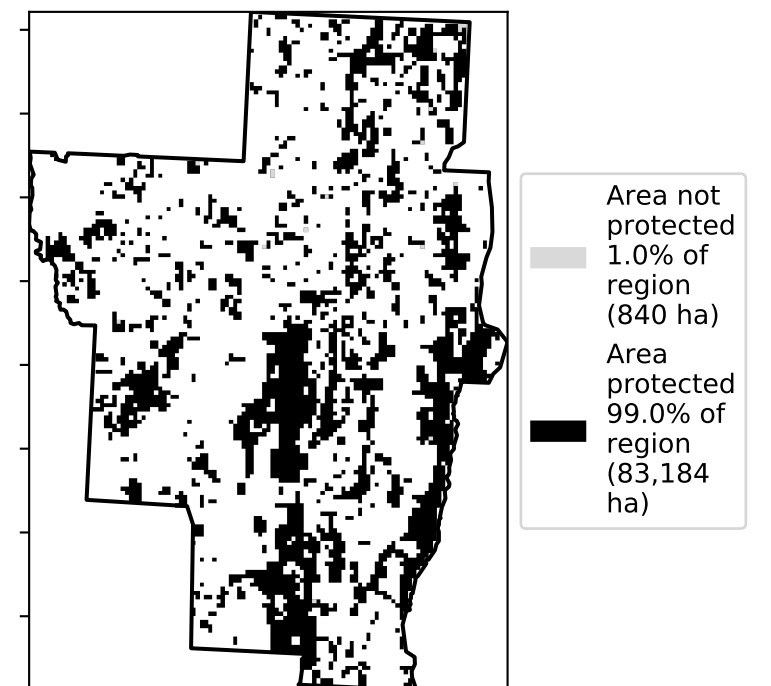 Area not
protected
1.0% of
region
(840 ha)
Area
protected
99.0% of
region
(83,184
ha)